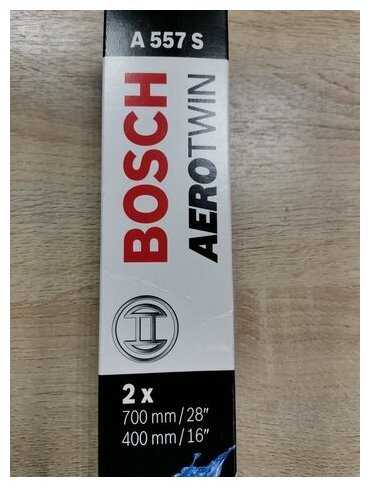 A 557 S
BOSCH
AEROTWIN
2 x
700 mm/28″
400 mm/16″